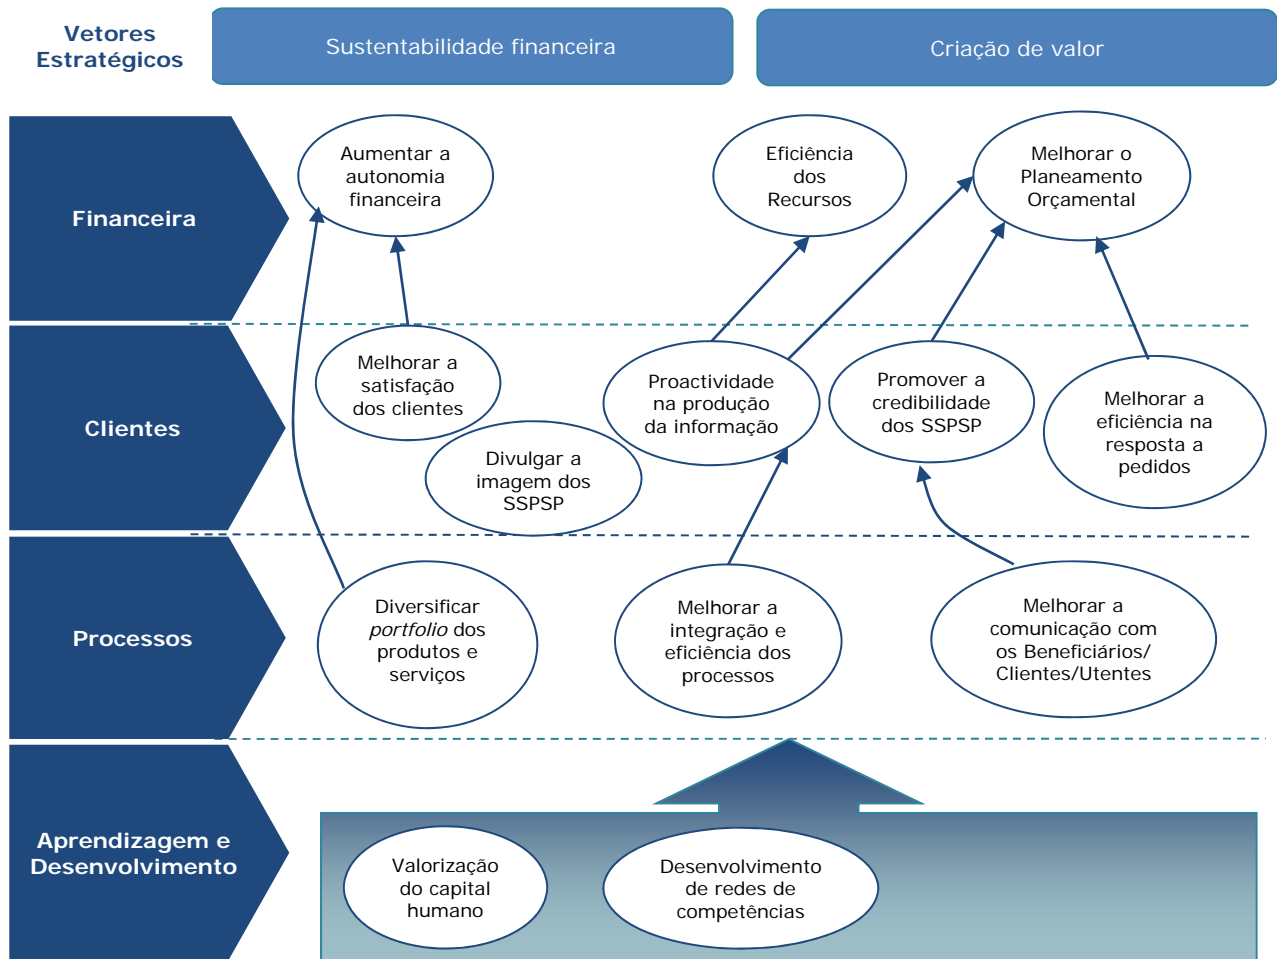 Vetores
Estratégicos
Sustentabilidade financeira
Criação de valor
Financeira
Aumentar a
autonomia
financeira
Eficiência
dos
Recursos
Melhorar o
Planeamento
Orçamental
Clientes
Melhorar a
satisfação
dos clientes
Divulgar a
imagem dos
SSPSP
Proactividade
na produção
da informação
Promover a
credibilidade
dos SSPSP
Melhorar a
eficiência na
resposta a
pedidos
Processos
Diversificar
portfolio dos
produtos e
serviços
Melhorar a
integração e
eficiência dos
processos
Melhorar a
comunicação com
os Beneficiários/
Clientes/Utentes
Aprendizagem e
Desenvolvimento
Valorização
do capital
humano
Desenvolvimento
de redes de
competências